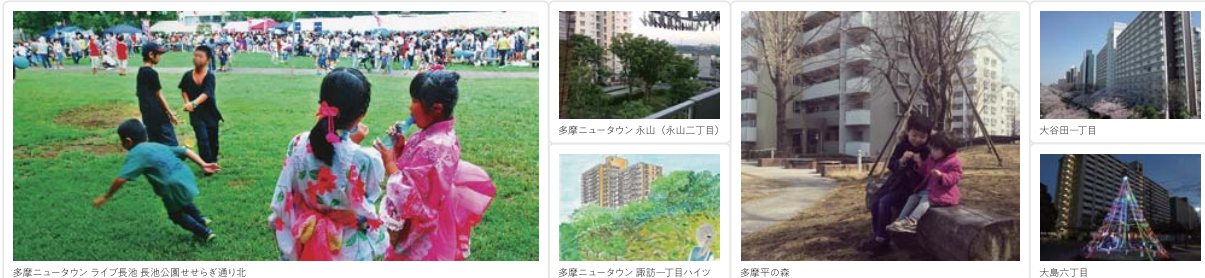 多摩ニュータウン ライブ長池 長池公園せせらぎ通り北
多摩ニュータウン 永山（永山二丁目）
多摩ニュータウン 諏訪一丁目ハイツ
多摩平の森
大谷田一丁目
大島六丁目